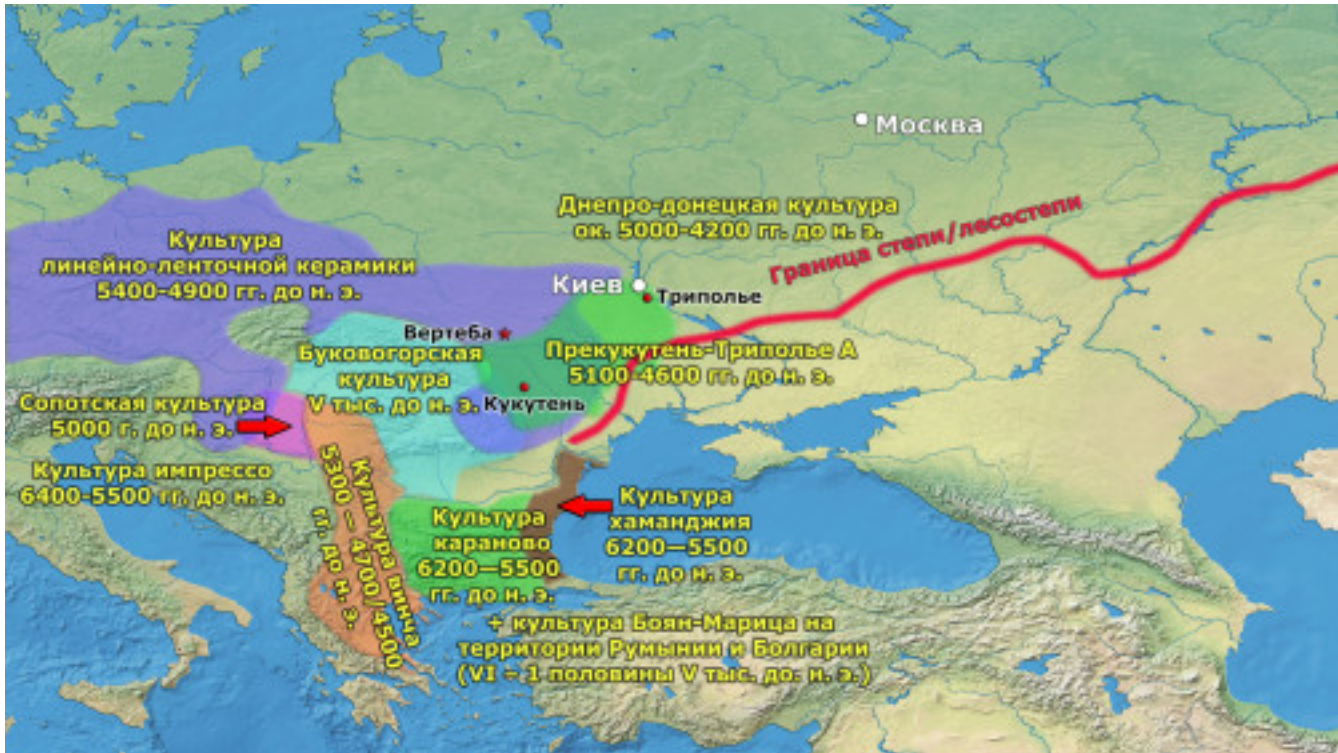 Москва
Днепро-донецкая культура
ок. 5000-4200 гг. до н. э.
Граница степи/лесостепи
Культура
линейно-ленточной керамики
5400-4900 гг. до н. э.
Киев
Триполье
Вертеба
Буковогорская
культура
V тыс. до н. э.
Прекукутень-Триполье А
5100-4600 гг. до н. э.
Кукутень
Сопотская культура
5000 г. до н. э.
Культура импрессо
6400-5500 гг. до н. э.
Культура винча
5300 — 4700/4500
гг. до н. э.
Культура
караново
6200—5500
гг. до н. э.
Культура
хаманджия
6200—5500
гг. до н. э.
+ культура Боян-Марица на
территории Румынии и Болгарии
(VI - 1 половины V тыс. до. н. э.)